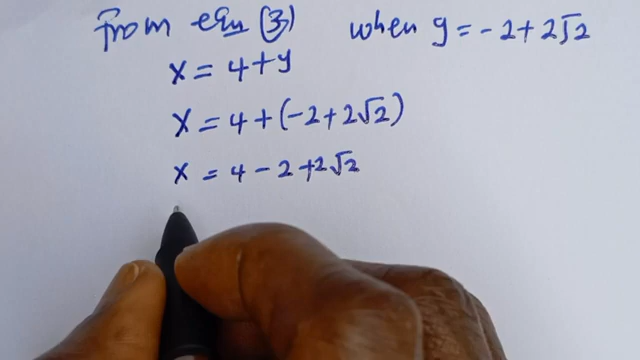 From eqn (3) when y = -2 + 2√2
x = 4 + y
x = 4 + (-2 + 2√2)
x = 4 - 2 + 2√2